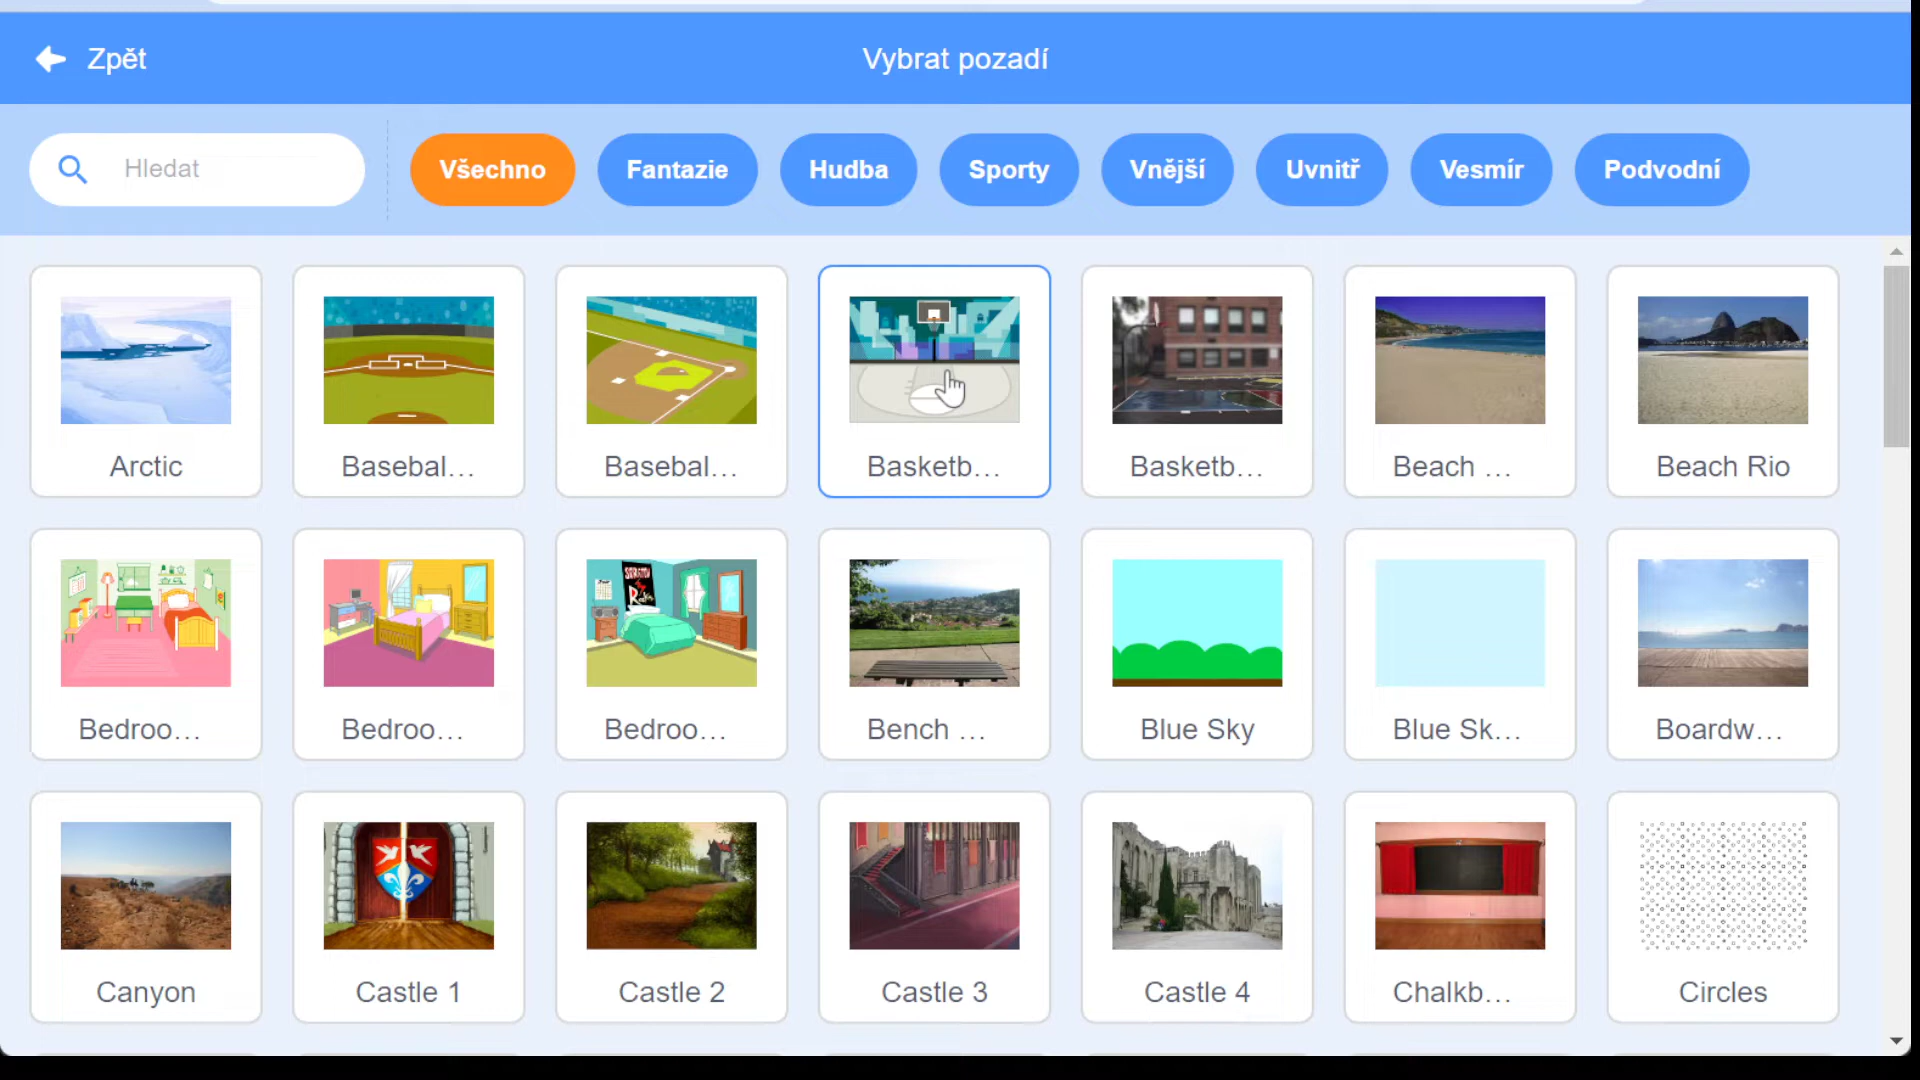 Zpět
Vybrat pozadí
Hledat
Všechno
Fantazie
Hudba
Sporty
Vnější
Uvnitř
Vesmír
Podvodní
Arctic
Basebal...
Basebal...
Basketb...
Basketb...
Beach ...
Beach Rio
Bedroo...
Bedroo...
Bedroo...
Bench ...
Blue Sky
Blue Sk...
Boardw...
Canyon
Castle 1
Castle 2
Castle 3
Castle 4
Chalkb...
Circles